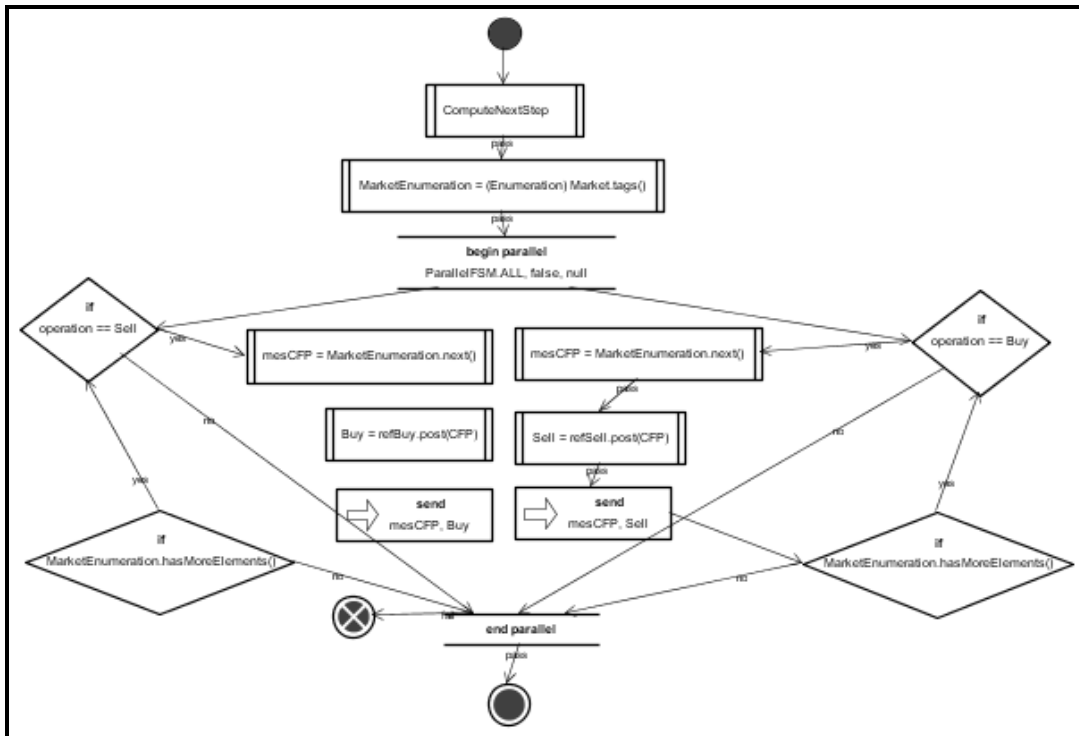 ComputeNextStep
pass
MarketEnumeration = (Enumeration) Market.tags()
pass
begin parallel
ParallelFSM.ALL, false, null
if
operation == Sell
yes
mesCFP = MarketEnumeration.next()
mesCFP = MarketEnumeration.next()
yes
if
operation == Buy
pass
no
Buy = refBuy.post(CFP)
Sell = refSell.post(CFP)
no
pass
yes
send
mesCFP, Buy
send
mesCFP, Sell
yes
if
MarketEnumeration.hasMoreElements()
no
no
if
MarketEnumeration.hasMoreElements()
end parallel
pass